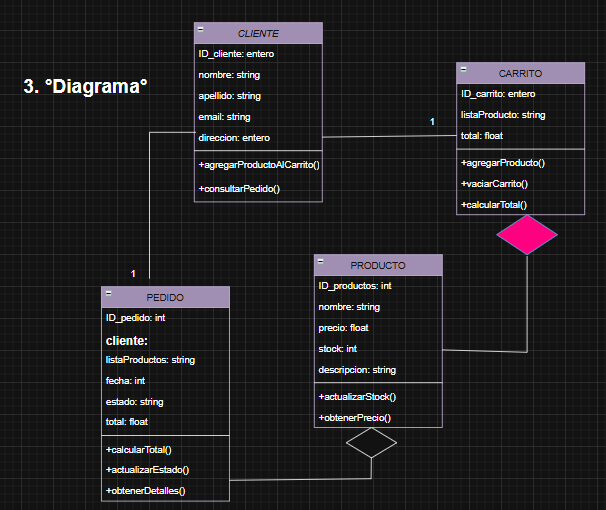 3. °Diagrama°
CLIENTE
ID_cliente: entero
nombre: string
apellido: string
email: string
direccion: entero
+agregarProductoAlCarrito()
+consultarPedido()
1
CARRITO
ID_carrito: entero
listaProducto: string
total: float
+agregarProducto()
+vaciarCarrito()
+calcularTotal()
1
PEDIDO
ID_pedido: int
cliente:
listaProductos: string
fecha: int
estado: string
total: float
+calcularTotal()
+actualizarEstado()
+obtenerDetalles()
PRODUCTO
ID_productos: int
nombre: string
precio: float
stock: int
descripcion: string
+actualizarStock()
+obtenerPrecio()